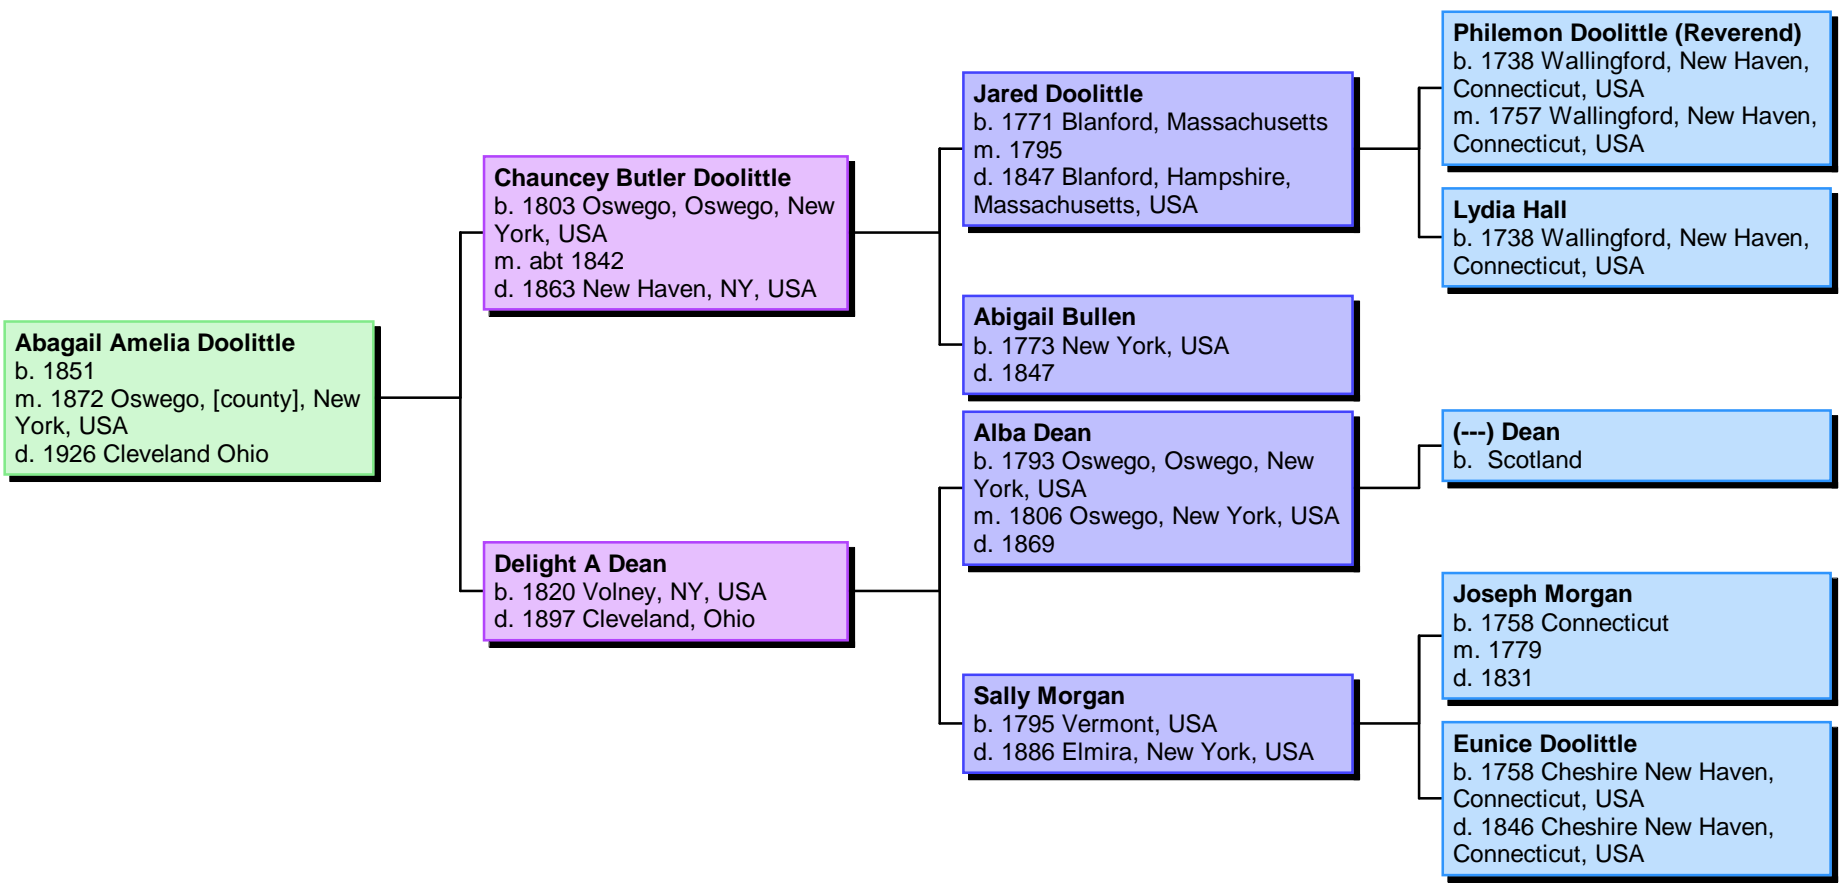 Abagail Amelia Doolittle
b. 1851
m. 1872 Oswego, [county], New
York, USA
d. 1926 Cleveland Ohio
Chauncey Butler Doolittle
b. 1803 Oswego, Oswego, New
York, USA
m. abt 1842
d. 1863 New Haven, NY, USA
Delight A Dean
b. 1820 Volney, NY, USA
d. 1897 Cleveland, Ohio
Jared Doolittle
b. 1771 Blanford, Massachusetts
m. 1795
d. 1847 Blanford, Hampshire,
Massachusetts, USA
Abigail Bullen
b. 1773 New York, USA
d. 1847
Alba Dean
b. 1793 Oswego, Oswego, New
York, USA
m. 1806 Oswego, New York, USA
d. 1869
Sally Morgan
b. 1795 Vermont, USA
d. 1886 Elmira, New York, USA
Philemon Doolittle (Reverend)
b. 1738 Wallingford, New Haven,
Connecticut, USA
m. 1757 Wallingford, New Haven,
Connecticut, USA
Lydia Hall
b. 1738 Wallingford, New Haven,
Connecticut, USA
(---) Dean
b.  Scotland
Joseph Morgan
b. 1758 Connecticut
m. 1779
d. 1831
Eunice Doolittle
b. 1758 Cheshire New Haven,
Connecticut, USA
d. 1846 Cheshire New Haven,
Connecticut, USA